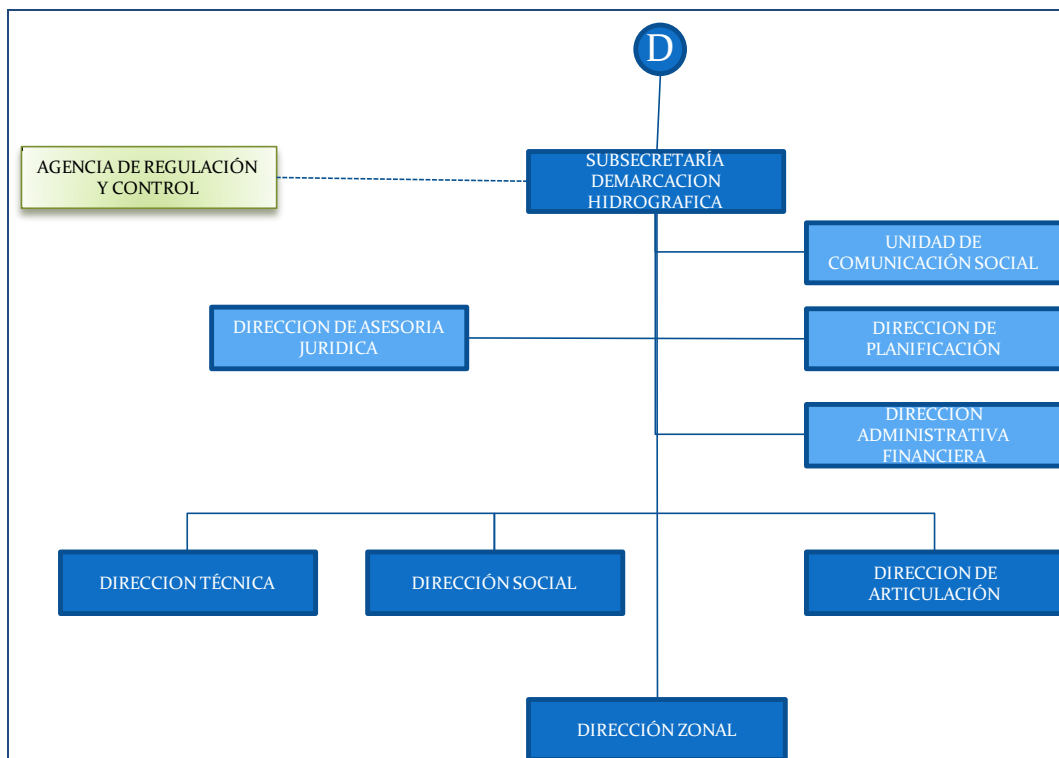 D
AGENCIA DE REGULACIÓN
Y CONTROL
SUBSECRETARÍA
DEMARCACION
HIDROGRAFICA
UNIDAD DE
COMUNICACIÓN SOCIAL
DIRECCION DE ASESORIA
JURIDICA
DIRECCION DE
PLANIFICACIÓN
DIRECCION
ADMINISTRATIVA
FINANCIERA
DIRECCION TÉCNICA
DIRECCIÓN SOCIAL
DIRECCION DE
ARTICULACIÓN
DIRECCIÓN ZONAL